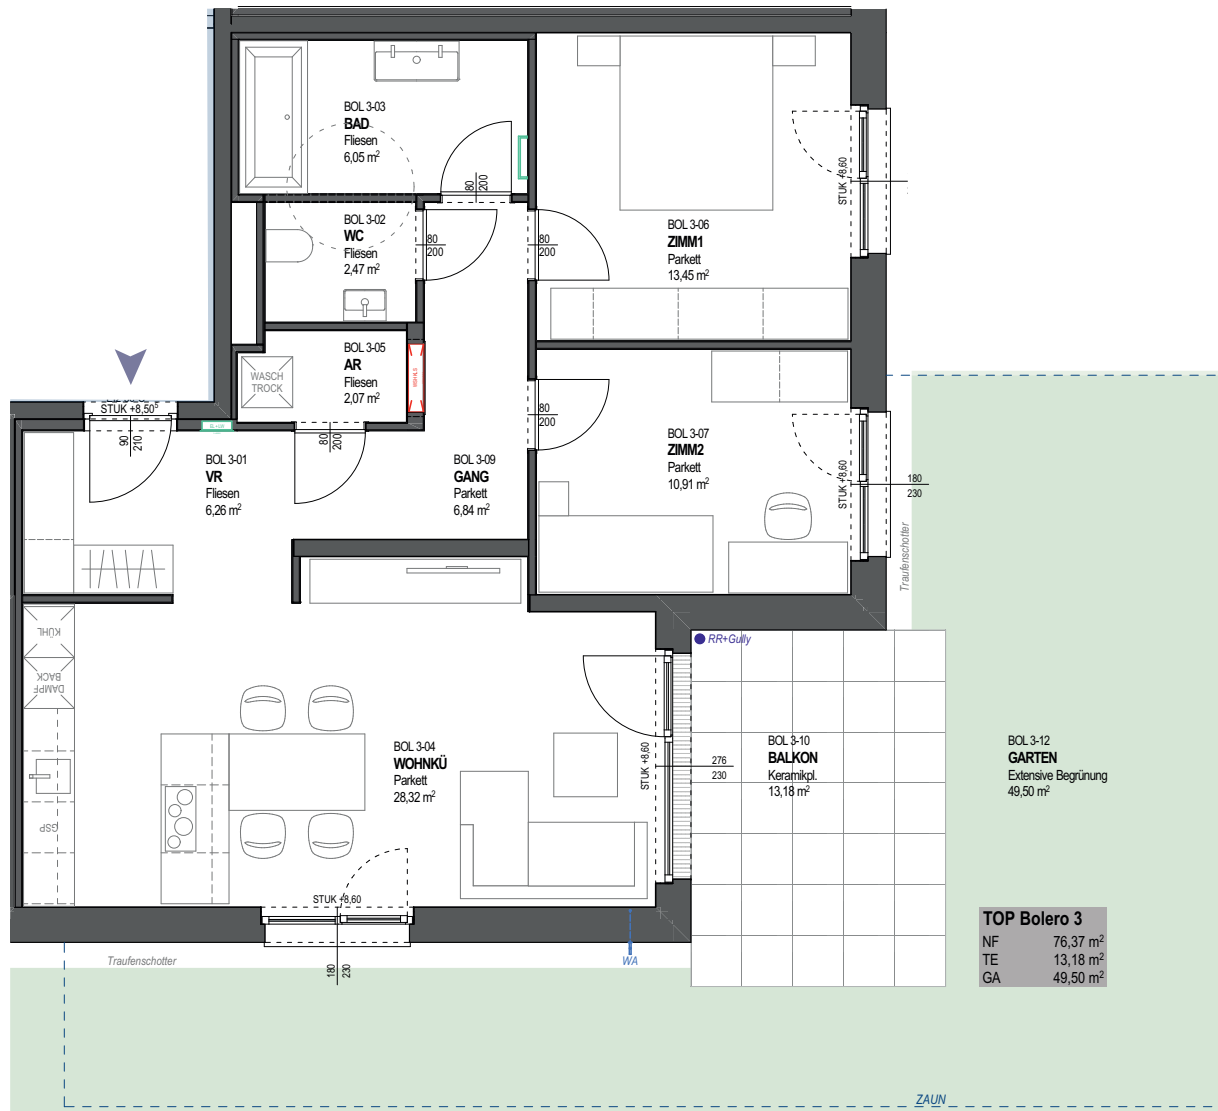 BOL 3-03
BAD
Fliesen
6,05 m²
80
200
BOL 3-02
WC
Fliesen
2,47 m²
80
200
80
200
BOL 3-06
ZIMM1
Parkett
13,45 m²
STUK +8,60
BOL 3-05
AR
Fliesen
2,07 m²
WASCH
TROCK
STUK +8,50⁵
90
210
80
200
80
200
BOL 3-01
VR
Fliesen
6,26 m²
BOL 3-09
GANG
Parkett
6,84 m²
BOL 3-07
ZIMM2
Parkett
10,91 m²
STUK +8,60
180
230
Traufenschotter
KÜHL
DAMPF
BACK
GSP
RR+Gully
BOL 3-04
WOHNKÜ
Parkett
28,32 m²
STUK +8,60
276
230
BOL 3-10
BALKON
Keramikpl.
13,18 m²
BOL 3-12
GARTEN
Extensive Begrünung
49,50 m²
STUK +8,60
180
230
Traufenschotter
WA
TOP Bolero 3
NF 76,37 m²
TE 13,18 m²
GA 49,50 m²
ZAUN